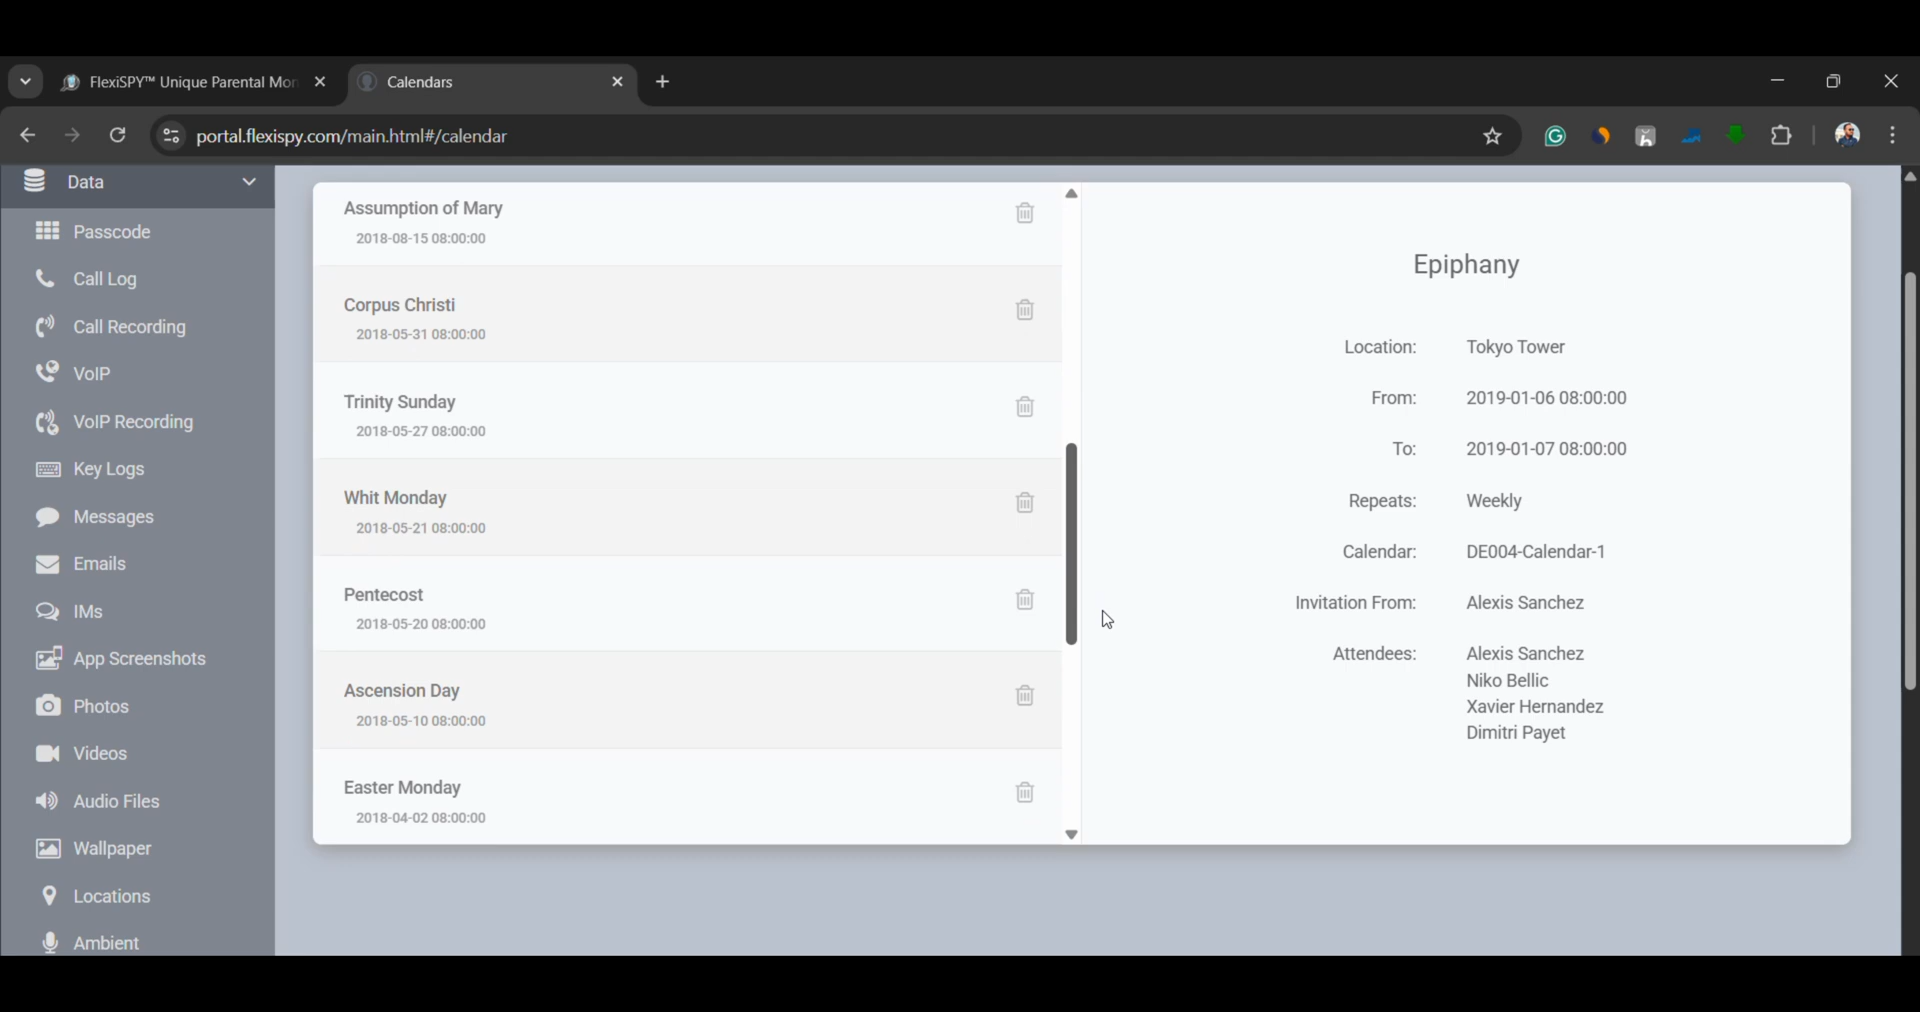 FlexiSPY™ Unique Parental Mon
Calendars
portal.flexispy.com/main.html#/calendar
Data
Passcode
Call Log
Call Recording
VoIP
VoIP Recording
Key Logs
Messages
Emails
IMs
App Screenshots
Photos
Videos
Audio Files
Wallpaper
Locations
Ambient
Assumption of Mary
2018-08-15 08:00:00
Corpus Christi
2018-05-31 08:00:00
Trinity Sunday
2018-05-27 08:00:00
Whit Monday
2018-05-21 08:00:00
Pentecost
2018-05-20 08:00:00
Ascension Day
2018-05-10 08:00:00
Easter Monday
2018-04-02 08:00:00
Epiphany
Location: Tokyo Tower
From: 2019-01-06 08:00:00
To: 2019-01-07 08:00:00
Repeats: Weekly
Calendar: DE004-Calendar-1
Invitation From: Alexis Sanchez
Attendees: Alexis Sanchez
Niko Bellic
Xavier Hernandez
Dimitri Payet